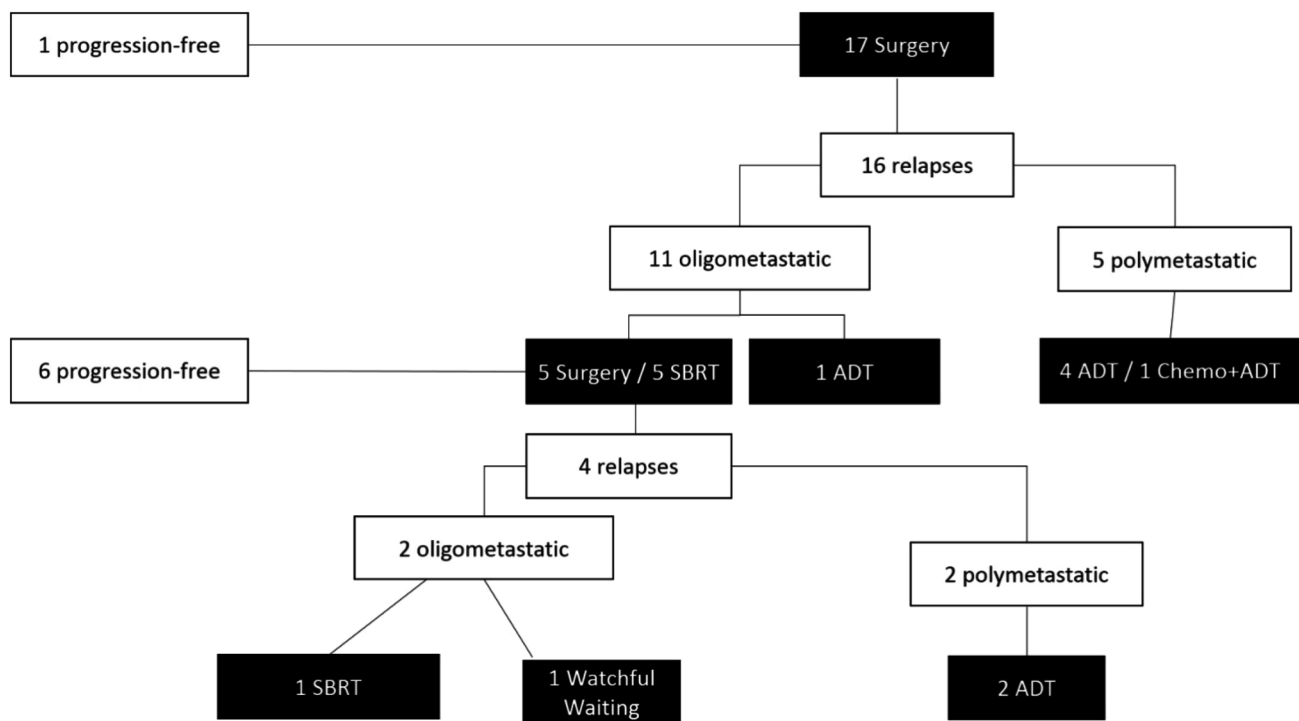 1 progression-free
17 Surgery
16 relapses
11 oligometastatic
5 polymetastatic
6 progression-free
5 Surgery / 5 SBRT
1 ADT
4 ADT / 1 Chemo+ADT
4 relapses
2 oligometastatic
2 polymetastatic
1 SBRT
1 Watchful
Waiting
2 ADT